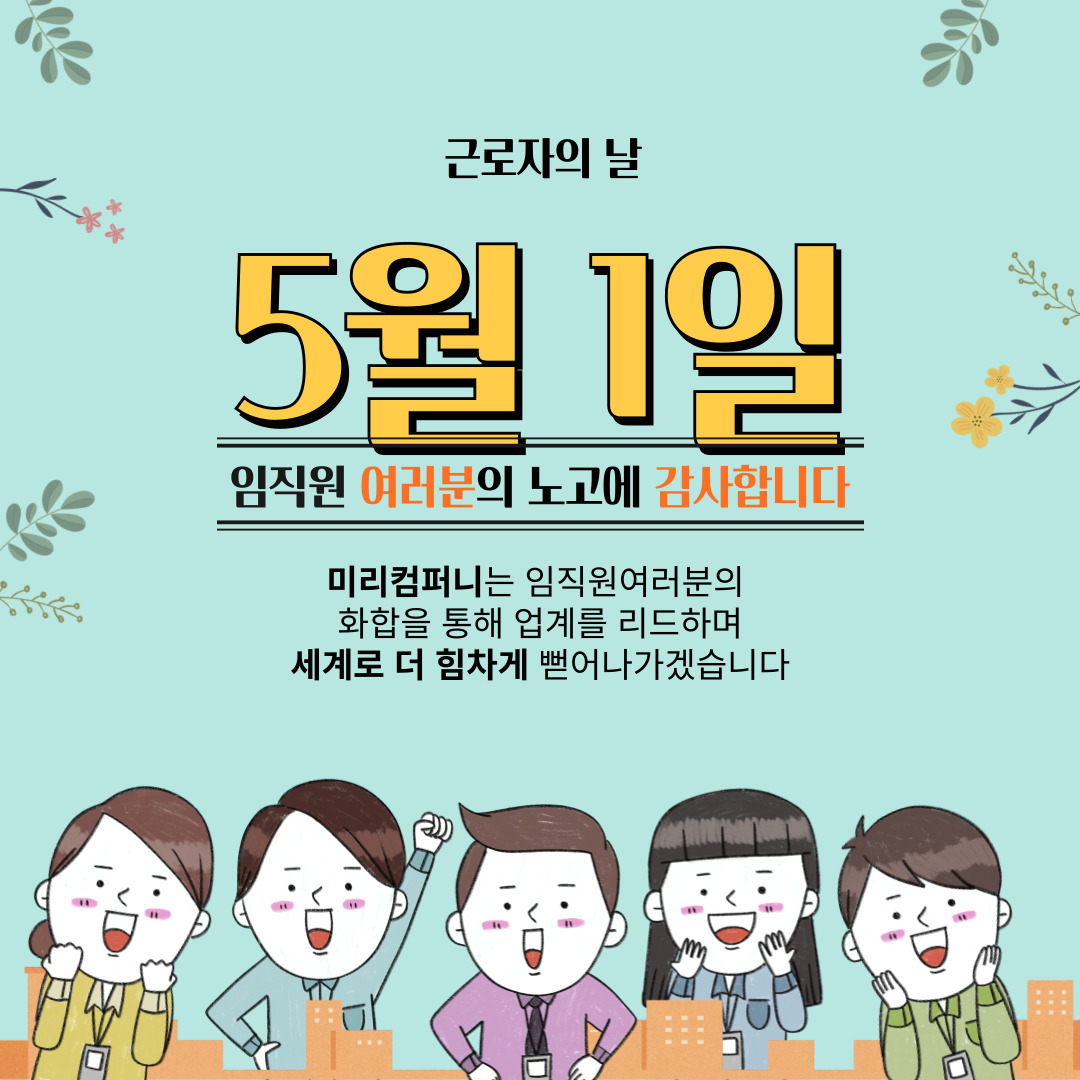 근로자의 날
5월 1일
임직원 여러분의 노고에 감사합니다
미리컴퍼니는 임직원여러분의
화합을 통해 업계를 리드하며
세계로 더 힘차게 뻗어나가겠습니다